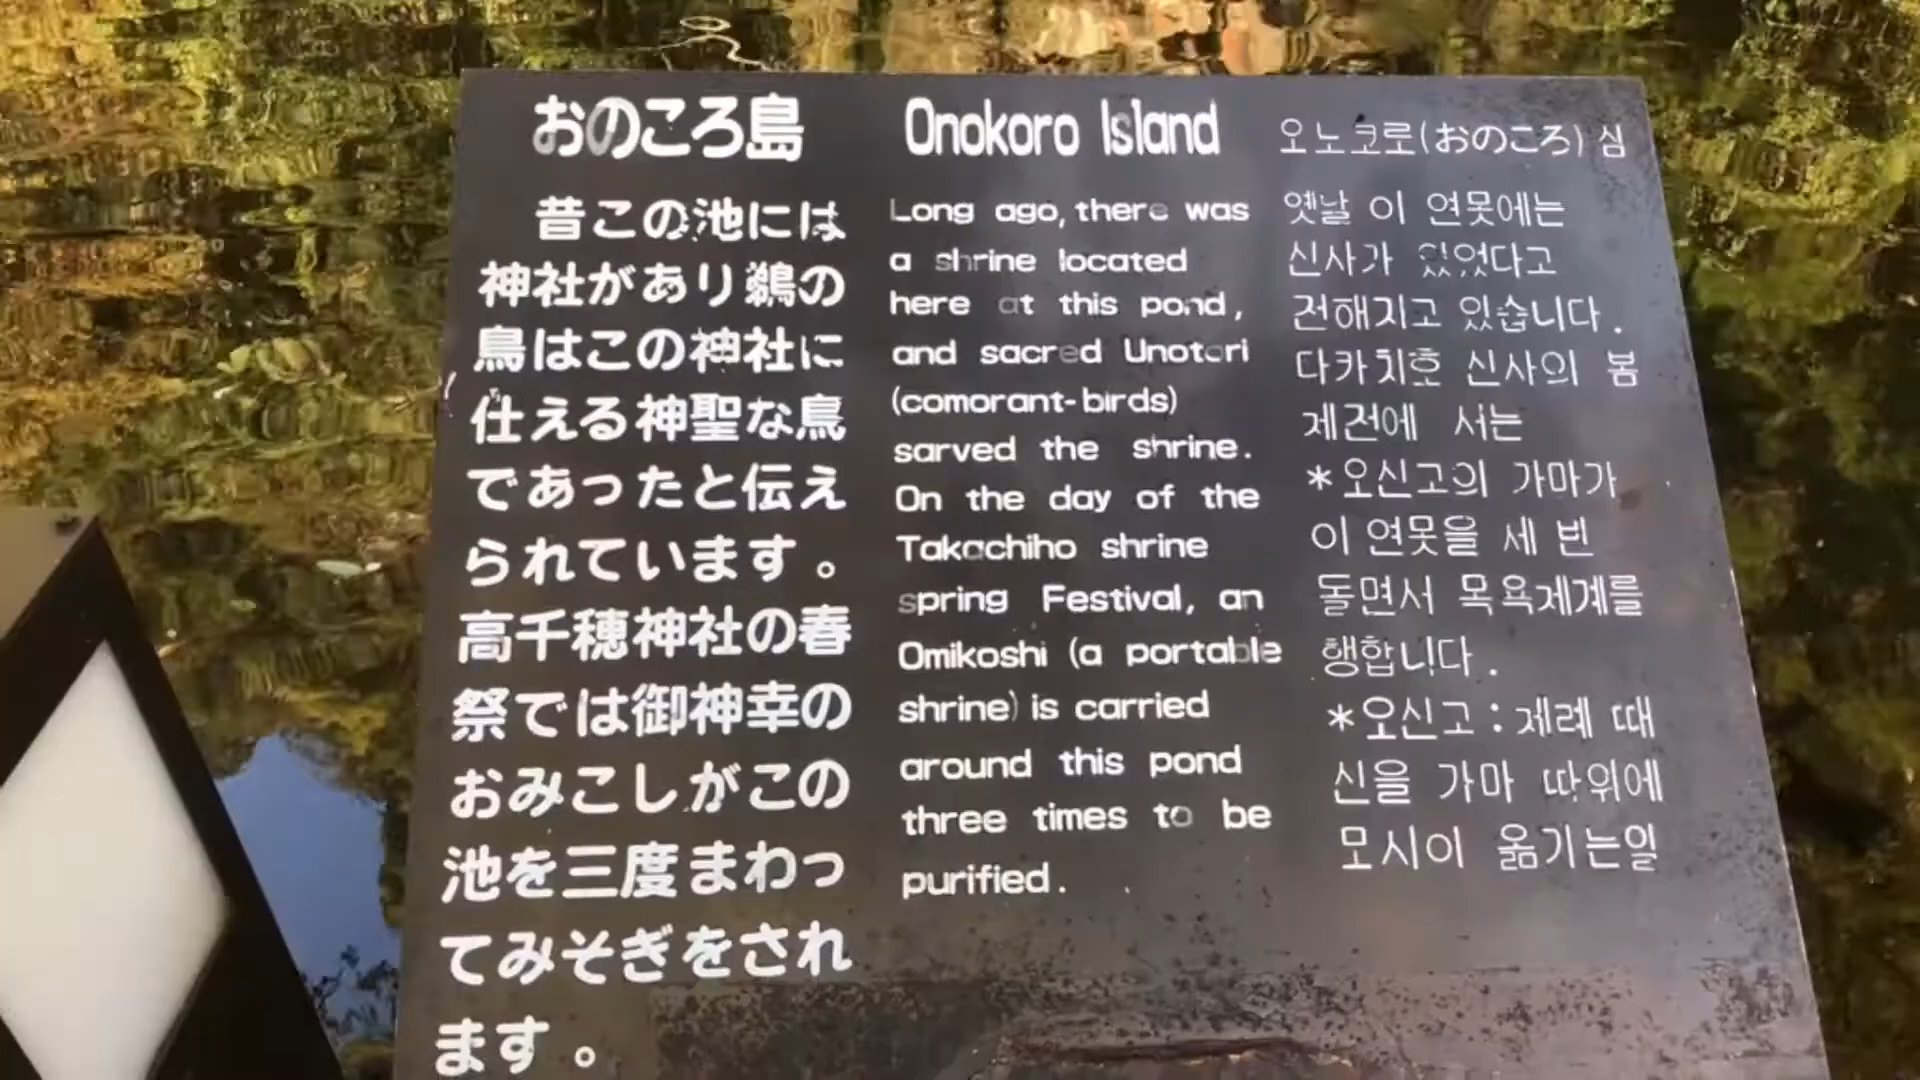 おのころ島
昔この池には
神社があり鵜の
鳥はこの神社に
仕える神聖な鳥
であったと伝え
られています。
高千穂神社の春
祭では御神幸の
おみこしがこの
池を三度まわっ
てみそぎをされ
ます。
Onokoro Island
Long ago, there was
a shrine located
here at this pond,
and sacred Unotori
(comorant-birds)
sarved the shrine.
On the day of the
Takachiho shrine
spring Festival, an
Omikoshi (a portable
shrine) is carried
around this pond
three times to be
purified.
오노코로(おのころ) 심
옛날 이 연못에는
신사가 있었다고
전해지고 있습니다.
다카치호 신사의 봄
제전에 서는
*오신고의 가마가
이 연못을 세 빈
돌면서 목욕제계를
행합니다.
*오신고 : 제례 때
신을 가마 따위에
모시이 옮기는일